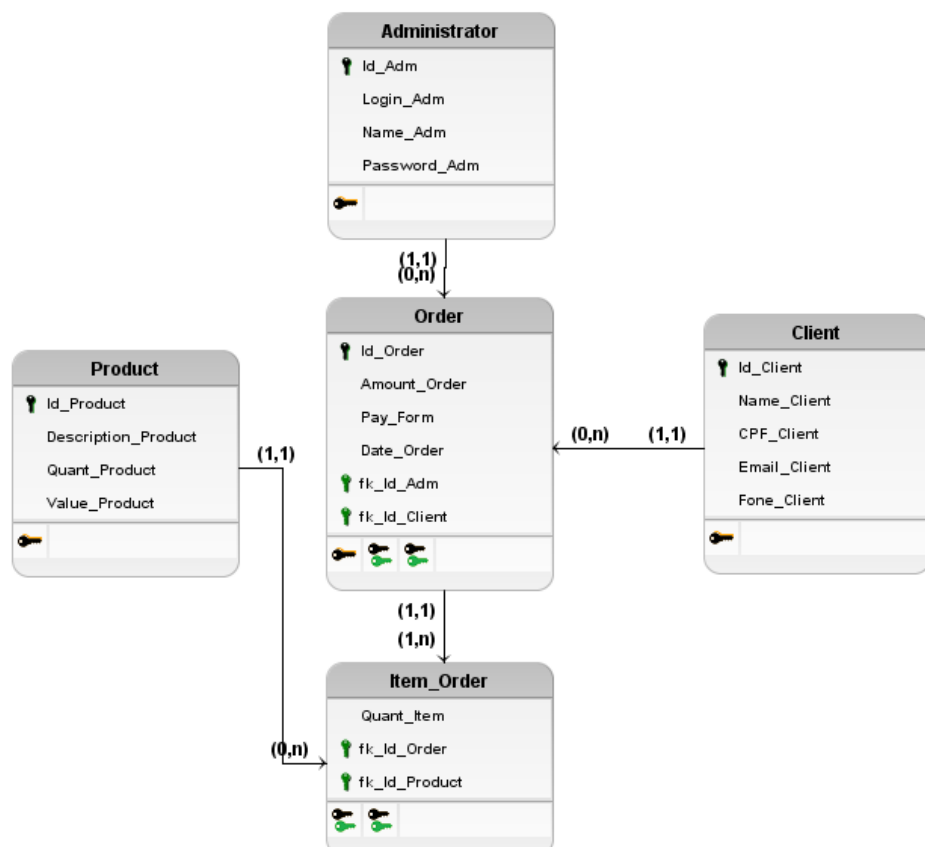 Administrator
Id_Adm
Login_Adm
Name_Adm
Password_Adm
(1,1)
(0,n)
Order
Id_Order
Amount_Order
Pay_Form
Date_Order
fk_Id_Adm
fk_Id_Client
Product
Id_Product
Description_Product
Quant_Product
Value_Product
(1,1)
Client
Id_Client
Name_Client
CPF_Client
Email_Client
Fone_Client
(0,n) (1,1)
(1,1)
(1,n)
Item_Order
Quant_Item
fk_Id_Order
fk_Id_Product
(0,n)